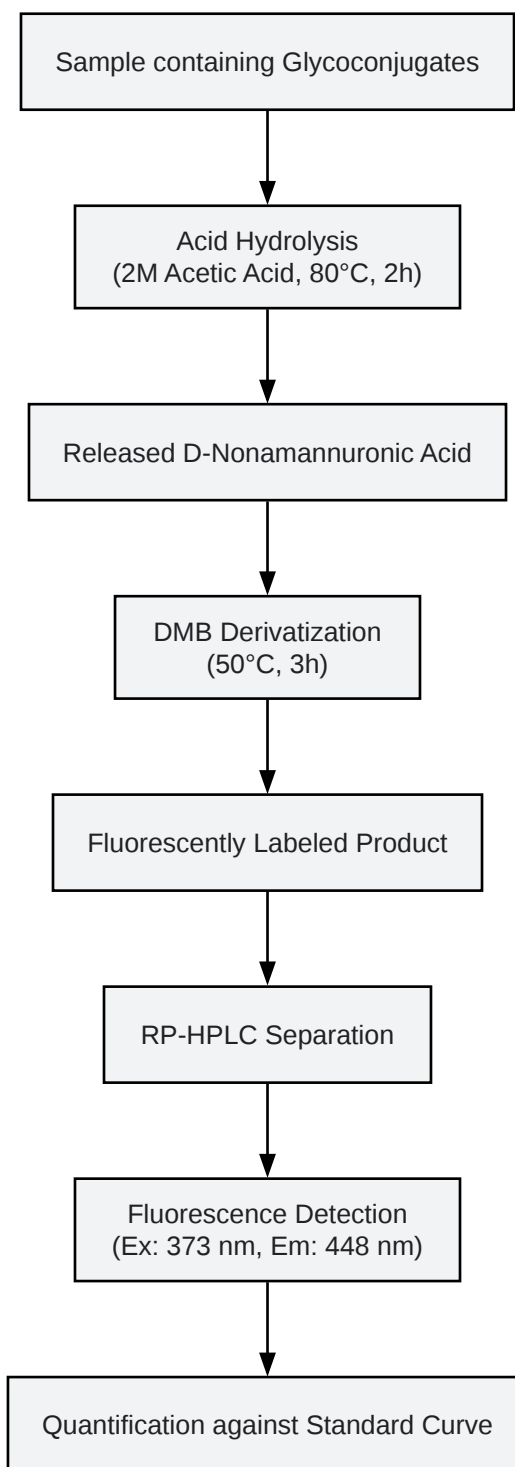 Sample containing Glycoconjugates
Acid Hydrolysis
(2M Acetic Acid, 80°C, 2h)
Released D-Nonamannuronic Acid
DMB Derivatization
(50°C, 3h)
Fluorescently Labeled Product
RP-HPLC Separation
Fluorescence Detection
(Ex: 373 nm, Em: 448 nm)
Quantification against Standard Curve